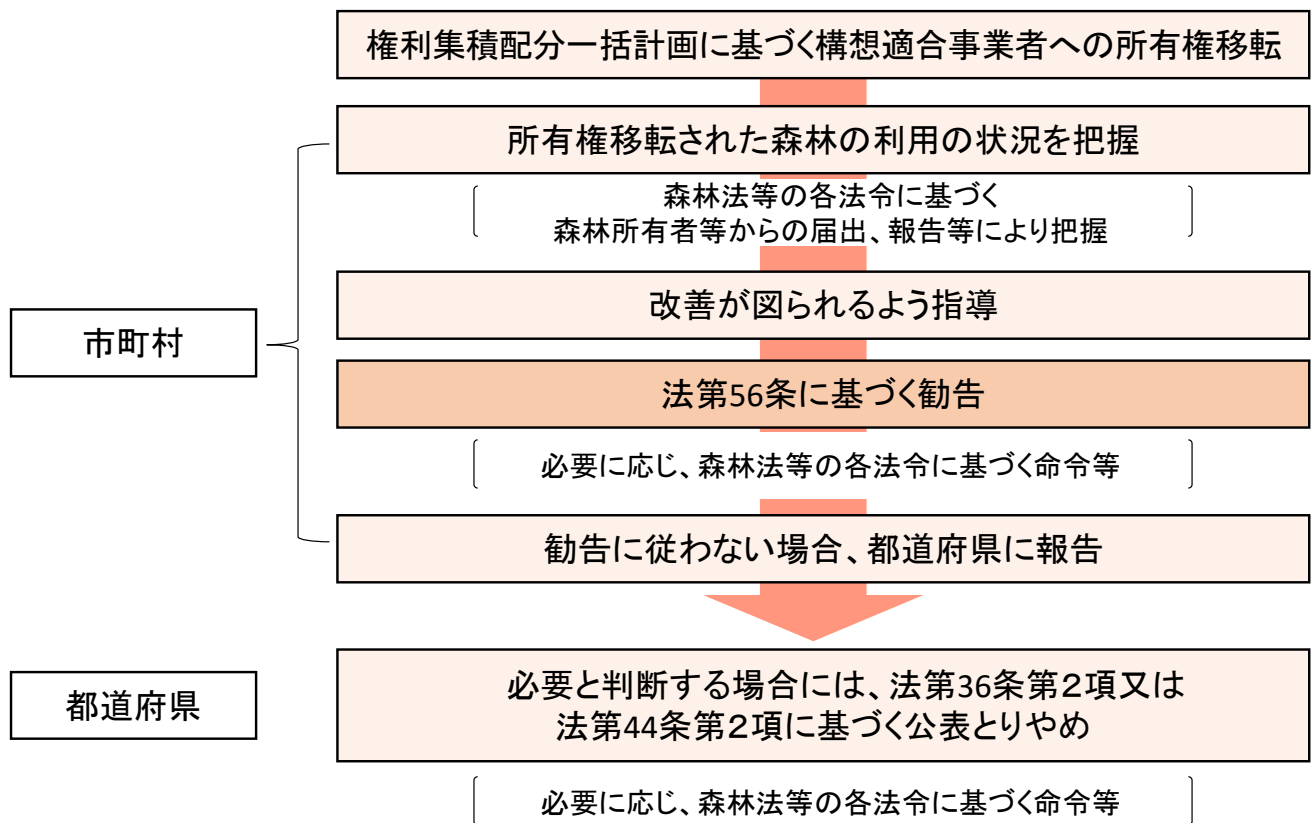 権利集積配分一括計画に基づく構想適合事業者への所有権移転
所有権移転された森林の利用の状況を把握
森林法等の各法令に基づく
森林所有者等からの届出、報告等により把握
改善が図られるよう指導
市町村
法第56条に基づく勧告
必要に応じ、森林法等の各法令に基づく命令等
勧告に従わない場合、都道府県に報告
都道府県
必要と判断する場合には、法第36条第２項又は
法第44条第２項に基づく公表とりやめ
必要に応じ、森林法等の各法令に基づく命令等